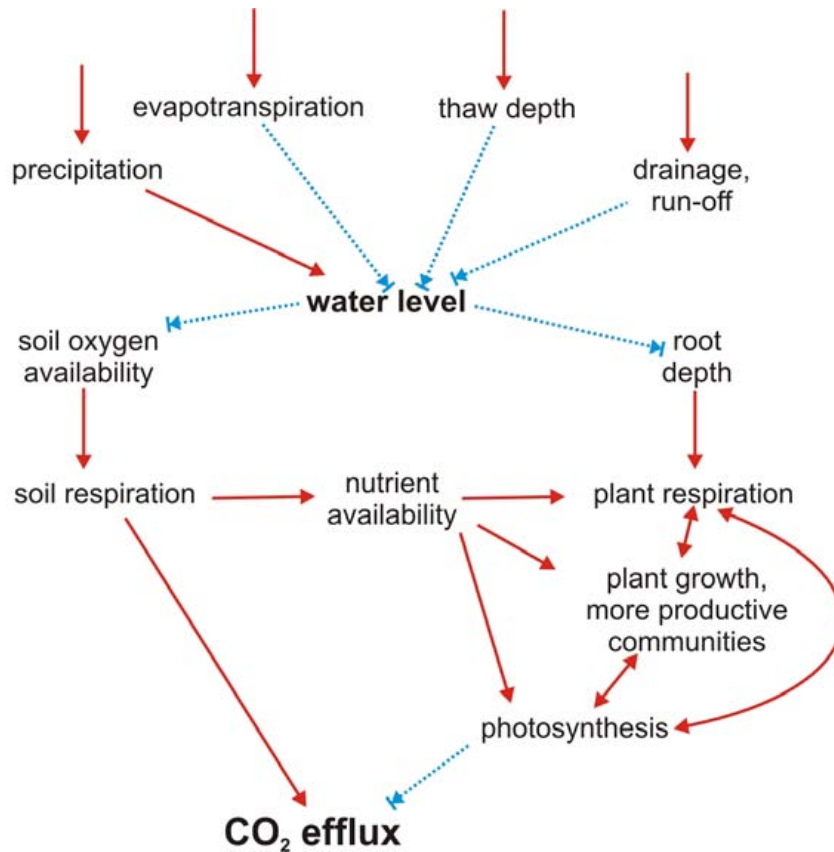 evapotranspiration
thaw depth
precipitation
drainage,
run-off
water level
soil oxygen
availability
root
depth
soil respiration
nutrient
availability
plant respiration
plant growth,
more productive
communities
photosynthesis
CO₂ efflux